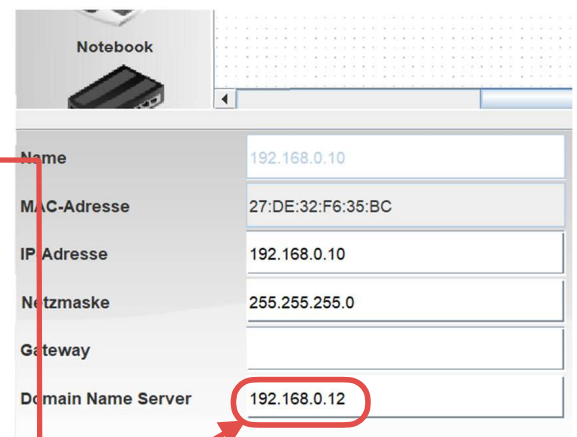 Notebook
Name 192.168.0.10
MAC-Adresse 27:DE:32:F6:35:BC
IP-Adresse 192.168.0.10
Netzmaske 255.255.255.0
Gateway
Domain Name Server 192.168.0.12